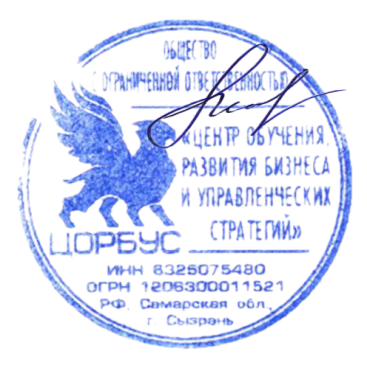 ОБЩЕСТВО
С ОГРАНИЧЕННОЙ ОТВЕТСТВЕННОСТЬЮ
«ЦЕНТР ОБУЧЕНИЯ,
РАЗВИТИЯ БИЗНЕСА
И УПРАВЛЕНЧЕСКИХ
СТРАТЕГИЙ»
ЦОРБУС
ИНН 6325075480
ОГРН 1206300011521
РФ, Самарская обл.,
г. Сызрань